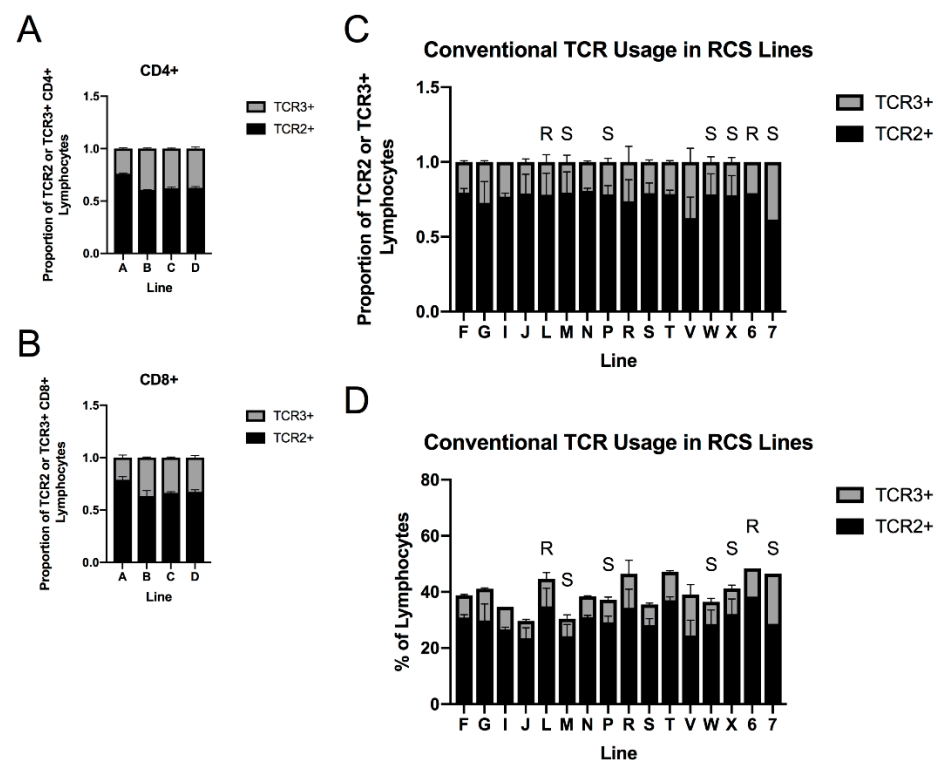 A
CD4+
Proportion of TCR2 or TCR3+ CD4+
Lymphocytes
1.5
1.0
0.5
0.0
A B C D
Line
TCR3+
TCR2+
B
CD8+
Proportion of TCR2 or TCR3+ CD8+
Lymphocytes
1.5
1.0
0.5
0.0
A B C D
Line
TCR3+
TCR2+
C
Conventional TCR Usage in RCS Lines
Proportion of TCR2 or TCR3+
Lymphocytes
1.5
1.0
0.5
0.0
R S S S S R S
F G I J L M N P R S T V W X 6 7
Line
TCR3+
TCR2+
D
Conventional TCR Usage in RCS Lines
% of Lymphocytes
80
60
40
20
0
R S S S S R S
F G I J L M N P R S T V W X 6 7
Line
TCR3+
TCR2+